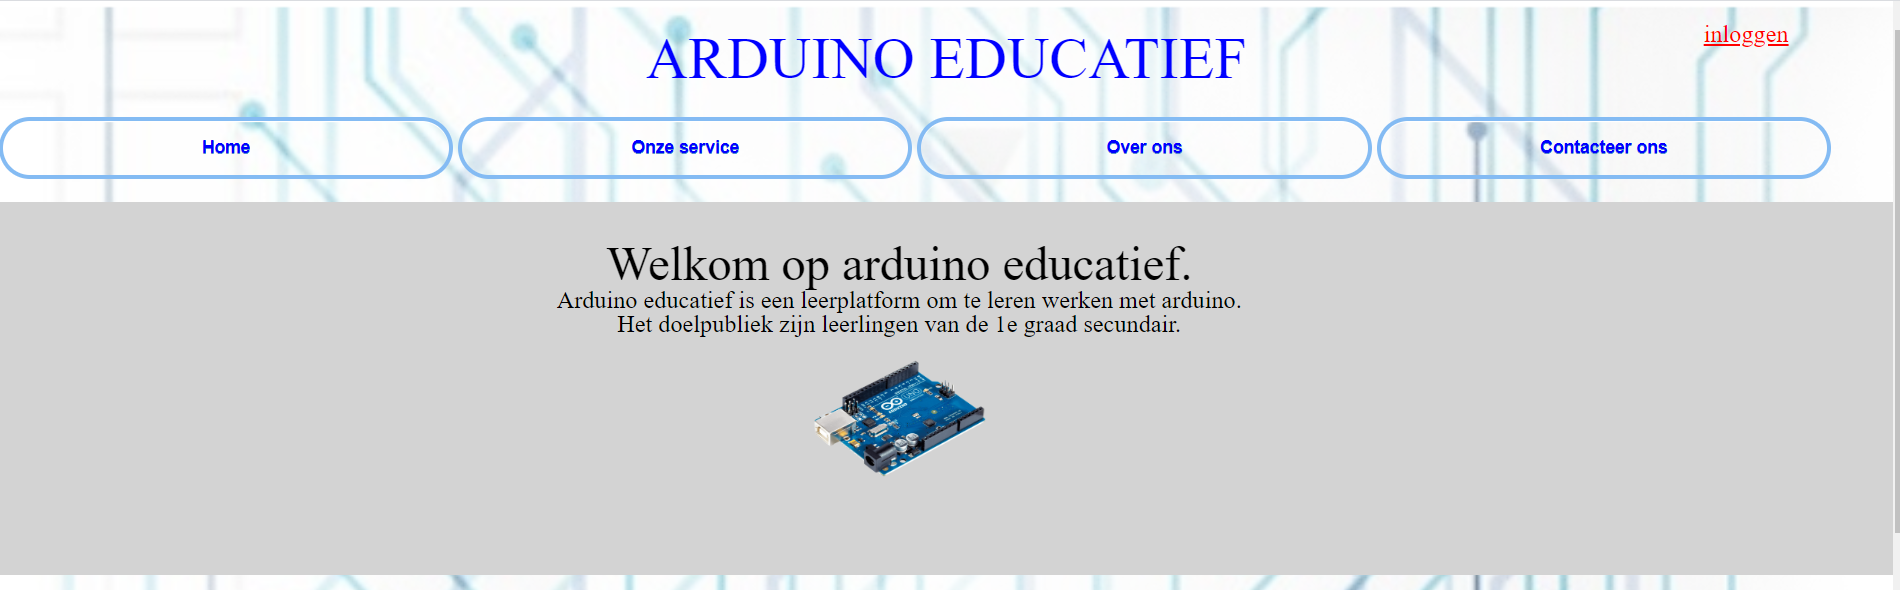 ARDUINO EDUCATIEF
inloggen
Home
Onze service
Over ons
Contacteer ons
Welkom op arduino educatief.
Arduino educatief is een leerplatform om te leren werken met arduino.
Het doelpubliek zijn leerlingen van de 1e graad secundair.
UNO